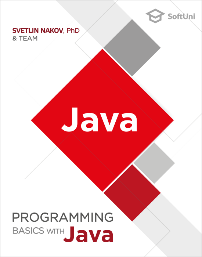 SoftUni
SVETLIN NAKOV, PhD
& TEAM
Java
PROGRAMMING
BASICS WITH Java